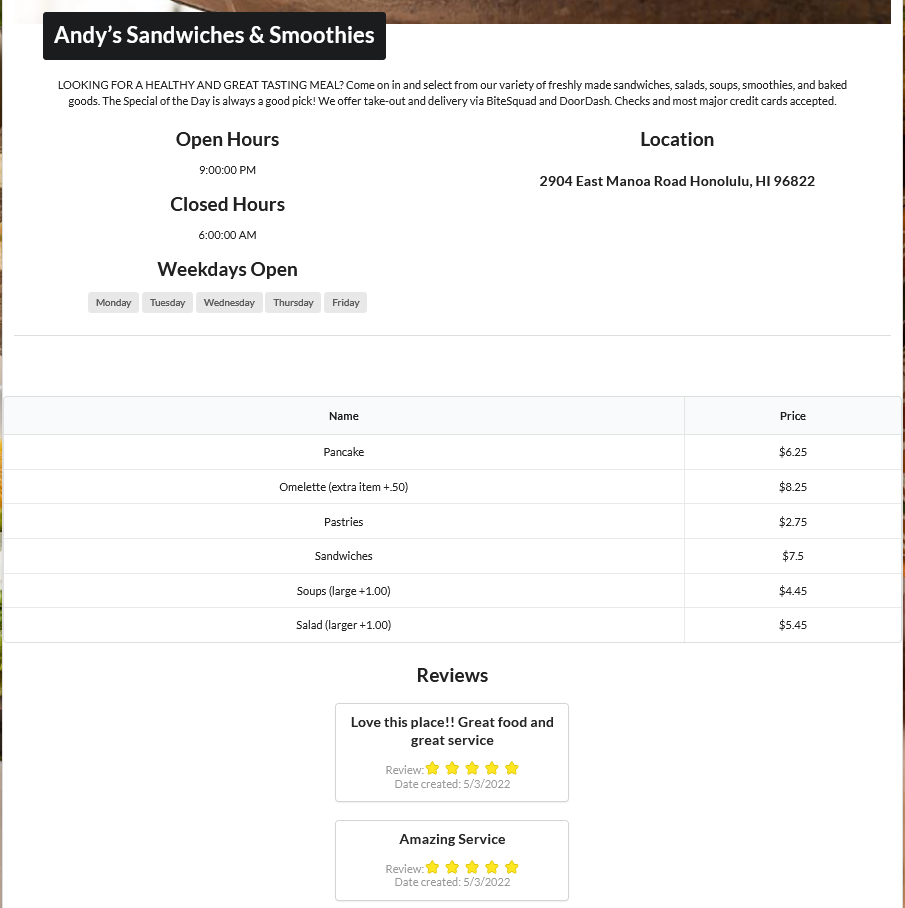 Andy’s Sandwiches & Smoothies
LOOKING FOR A HEALTHY AND GREAT TASTING MEAL? Come on in and select from our variety of freshly made sandwiches, salads, soups, smoothies, and baked
goods. The Special of the Day is always a good pick! We offer take-out and delivery via BiteSquad and DoorDash. Checks and most major credit cards accepted.
Open Hours
9:00:00 PM
Closed Hours
6:00:00 AM
Weekdays Open
Monday Tuesday Wednesday Thursday Friday
Location
2904 East Manoa Road Honolulu, HI 96822
Name Price
Pancake $6.25
Omelette (extra item +.50) $8.25
Pastries $2.75
Sandwiches $7.5
Soups (large +1.00) $4.45
Salad (larger +1.00) $5.45
Reviews
Love this place!! Great food and
great service
Review:
Date created: 5/3/2022
Amazing Service
Review:
Date created: 5/3/2022